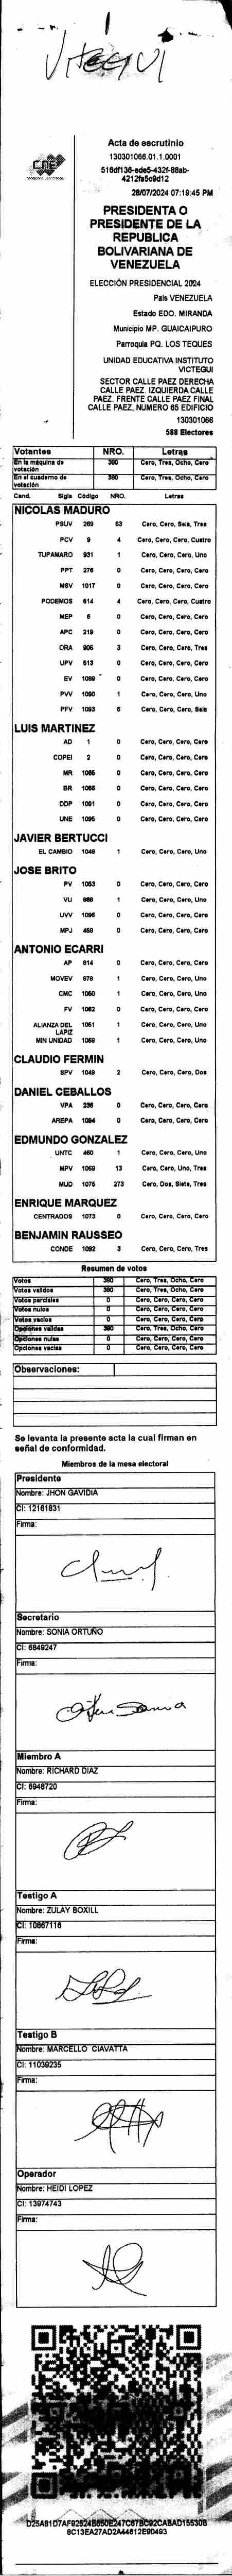 VITEGUI
CNE
Acta de escrutinio
130301066.01.1.0001
28/07/2024 07:19:45 PM
PRESIDENTA O
PRESIDENTE DE LA
REPUBLICA
BOLIVARIANA DE
VENEZUELA
ELECCIÓN PRESIDENCIAL 2024
País VENEZUELA
Estado EDO. MIRANDA
Municipio MP. GUAICAIPURO
Parroquia PQ. LOS TEQUES
UNIDAD EDUCATIVA INSTITUTO
VICTEGUI
SECTOR CALLE PAEZ DERECHA
CALLE PAEZ. IZQUIERDA CALLE
PAEZ. FRENTE CALLE PAEZ FINAL
CALLE PAEZ, NUMERO 65 EDIFICIO
130301066
588 Electores
Votantes NRO. Letras
En la máquina de votación 380 Cero, Tres, Ocho, Cero
En el cuaderno de votación 380 Cero, Tres, Ocho, Cero
Cand. Sigla Código NRO. Letras
NICOLAS MADURO
PSUV 269 63 Cero, Cero, Seis, Tres
PCV 9 4 Cero, Cero, Cero, Cuatro
TUPAMARO 931 1 Cero, Cero, Cero, Uno
PPT 276 0 Cero, Cero, Cero, Cero
MSV 1017 0 Cero, Cero, Cero, Cero
PODEMOS 514 4 Cero, Cero, Cero, Cuatro
MEP 6 0 Cero, Cero, Cero, Cero
APC 219 0 Cero, Cero, Cero, Cero
ORA 906 3 Cero, Cero, Cero, Tres
UPV 513 0 Cero, Cero, Cero, Cero
EV 1089 0 Cero, Cero, Cero, Cero
PVV 1090 1 Cero, Cero, Cero, Uno
PFV 1093 6 Cero, Cero, Cero, Seis
LUIS MARTINEZ
AD 1 0 Cero, Cero, Cero, Cero
COPEI 2 0 Cero, Cero, Cero, Cero
MR 1065 0 Cero, Cero, Cero, Cero
BR 1066 0 Cero, Cero, Cero, Cero
DDP 1091 0 Cero, Cero, Cero, Cero
UNE 1095 0 Cero, Cero, Cero, Cero
JAVIER BERTUCCI
EL CAMBIO 1048 1 Cero, Cero, Cero, Uno
JOSE BRITO
PV 1053 0 Cero, Cero, Cero, Cero
VU 888 1 Cero, Cero, Cero, Uno
UVV 1096 0 Cero, Cero, Cero, Cero
MPJ 459 0 Cero, Cero, Cero, Cero
ANTONIO ECARRI
AP 814 0 Cero, Cero, Cero, Cero
MOVEV 878 1 Cero, Cero, Cero, Uno
CMC 1060 1 Cero, Cero, Cero, Uno
FV 1062 0 Cero, Cero, Cero, Cero
ALIANZA DEL LAPIZ 1061 1 Cero, Cero, Cero, Uno
MIN UNIDAD 1069 1 Cero, Cero, Cero, Uno
CLAUDIO FERMIN
SPV 1049 2 Cero, Cero, Cero, Dos
DANIEL CEBALLOS
VPA 236 0 Cero, Cero, Cero, Cero
AREPA 1094 0 Cero, Cero, Cero, Cero
EDMUNDO GONZALEZ
UNTC 460 1 Cero, Cero, Cero, Uno
MPV 1059 13 Cero, Cero, Uno, Tres
MUD 1075 273 Cero, Dos, Siete, Tres
ENRIQUE MARQUEZ
CENTRADOS 1073 0 Cero, Cero, Cero, Cero
BENJAMIN RAUSSEO
CONDE 1092 3 Cero, Cero, Cero, Tres
Resumen de votos
Votos 380 Cero, Tres, Ocho, Cero
Votos validos 380 Cero, Tres, Ocho, Cero
Votos parciales 0 Cero, Cero, Cero, Cero
Votos nulos 0 Cero, Cero, Cero, Cero
Votos vacios 0 Cero, Cero, Cero, Cero
Opciones validas 380 Cero, Tres, Ocho, Cero
Opciones nulas 0 Cero, Cero, Cero, Cero
Opciones vacias 0 Cero, Cero, Cero, Cero
Observaciones:
Se levanta la presente acta la cual firman en
señal de conformidad.
Miembros de la mesa electoral
Presidente
Nombre: JHON GAVIDIA
CI: 12161831
Firma:
Secretario
Nombre: SONIA ORTUÑO
CI: 6849247
Firma:
Miembro A
Nombre: RICHARD DIAZ
CI: 6948720
Firma:
Testigo A
Nombre: ZULAY BOXILL
CI: 10867116
Firma:
Testigo B
Nombre: MARCELLO CIAVATTA
CI: 11039235
Firma:
Operador
Nombre: HEIDI LOPEZ
CI: 13974743
Firma: